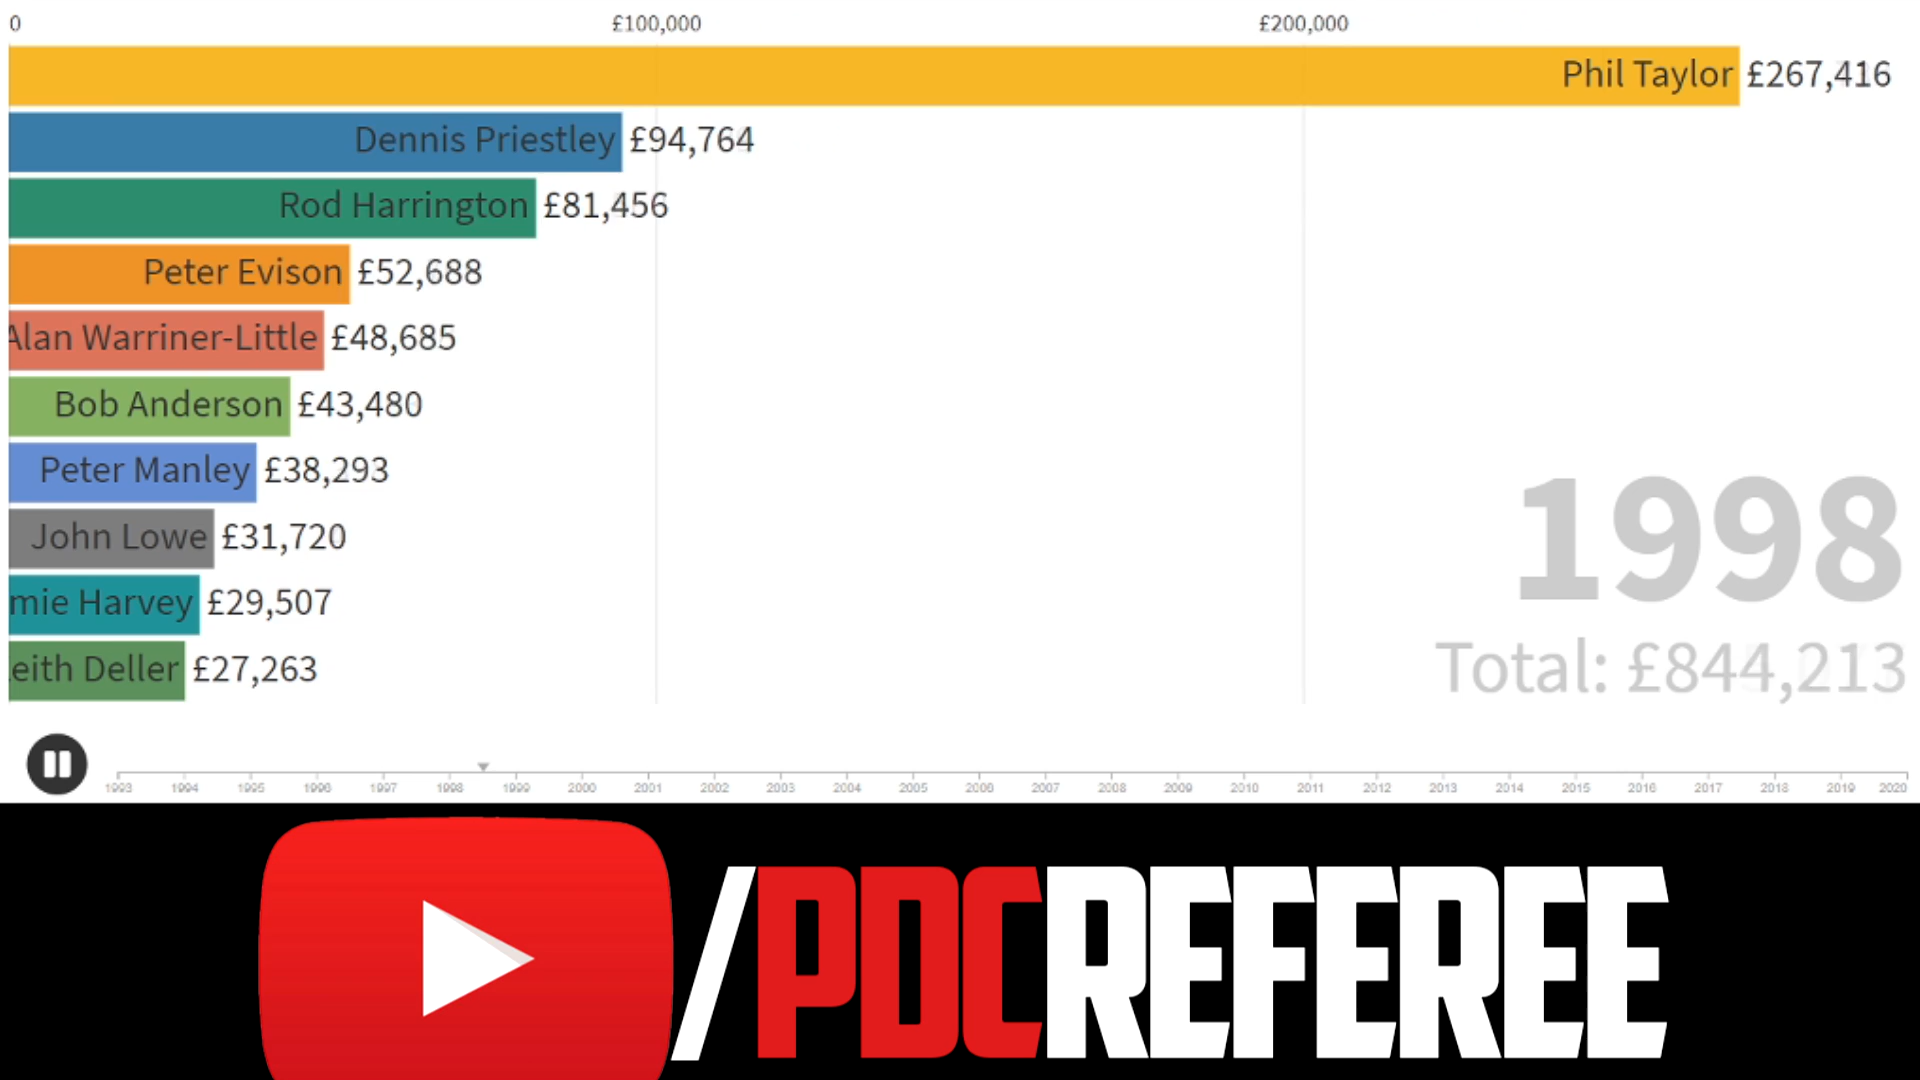 0 £100,000 £200,000
Phil Taylor £267,416
Dennis Priestley £94,764
Rod Harrington £81,456
Peter Evison £52,688
Alan Warriner-Little £48,685
Bob Anderson £43,480
Peter Manley £38,293
John Lowe £31,720
mie Harvey £29,507
eith Deller £27,263
1998
Total: £844,213
1993 1994 1995 1996 1997 1998 1999 2000 2001 2002 2003 2004 2005 2006 2007 2008 2009 2010 2011 2012 2013 2014 2015 2016 2017 2018 2019 2020
/PDCREFEREE